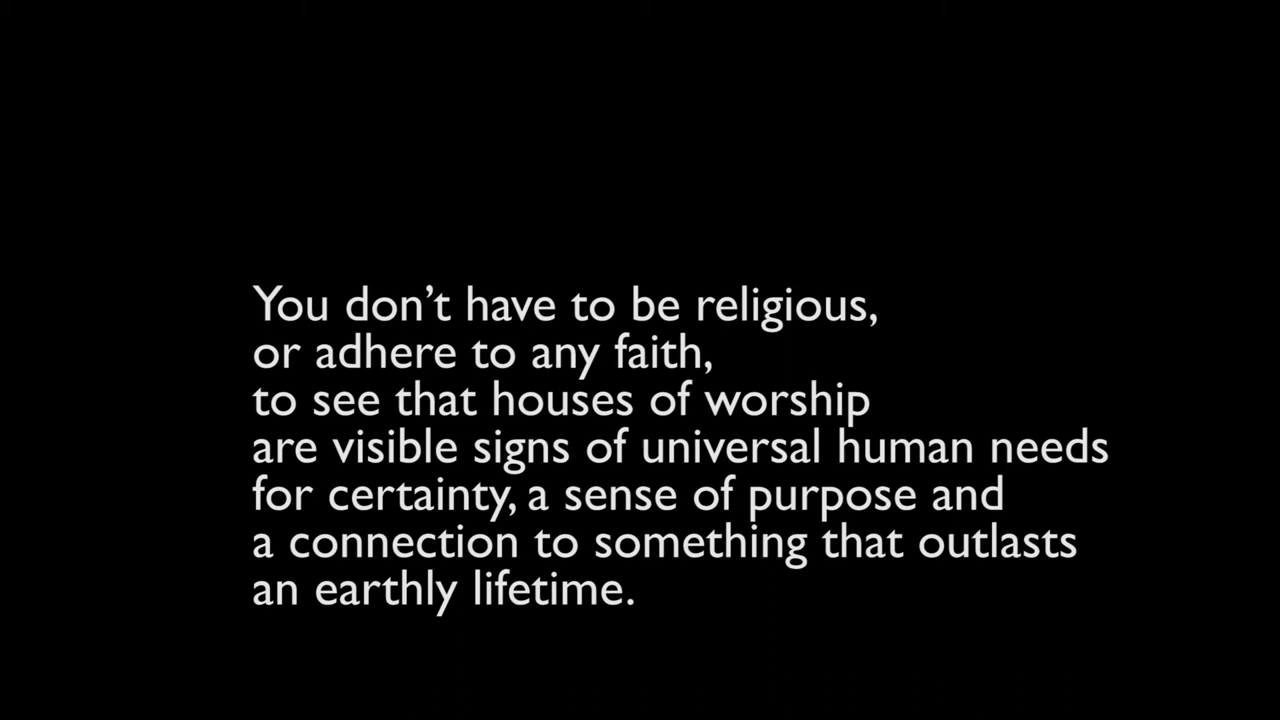 You don’t have to be religious,
or adhere to any faith,
to see that houses of worship
are visible signs of universal human needs
for certainty, a sense of purpose and
a connection to something that outlasts
an earthly lifetime.